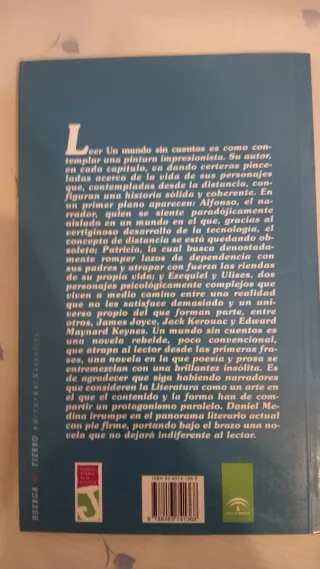 Leer Un mundo sin cuentos es como con-
templar una pintura impresionista. Su autor,
en cada capítulo, va dando certeras pince-
ladas acerca de la vida de sus personajes
que, contempladas desde la distancia, con-
figuran una historia sólida y coherente. En
un primer plano aparecen: Alfonso, el na-
rrador, quien se siente paradójicamente
aislado en un mundo en el que, gracias al
vertiginoso desarrollo de la tecnología, el
concepto de distancia se está quedando ob-
soleto; Patricia, la cual busca denostada-
mente romper lazos de dependencia con
sus padres y atrapar con fuerza las riendas
de su propia vida; y Ezequiel y Ulises, dos
personajes psicológicamente complejos que
viven a medio camino entre una realidad
que no les satisface demasiado y un uni-
verso propio del que forman parte, entre
otros, James Joyce, Jack Kerouac y Edward
Maynard Keynes. Un mundo sin cuentos es
una novela rebelde, poco convencional,
que atrapa al lector desde las primeras fra-
ses, una novela en la que poesía y prosa se
entremezclan con una brillantez insólita. Es
de agradecer que siga habiendo narradores
que consideren la Literatura como un arte en
el que el contenido y la forma han de com-
partir un protagonismo paralelo. Daniel Me-
dina irrumpe en el panorama literario actual
con pie firme, portando bajo el brazo una no-
vela que no dejará indiferente al lector.
FIERRO editores